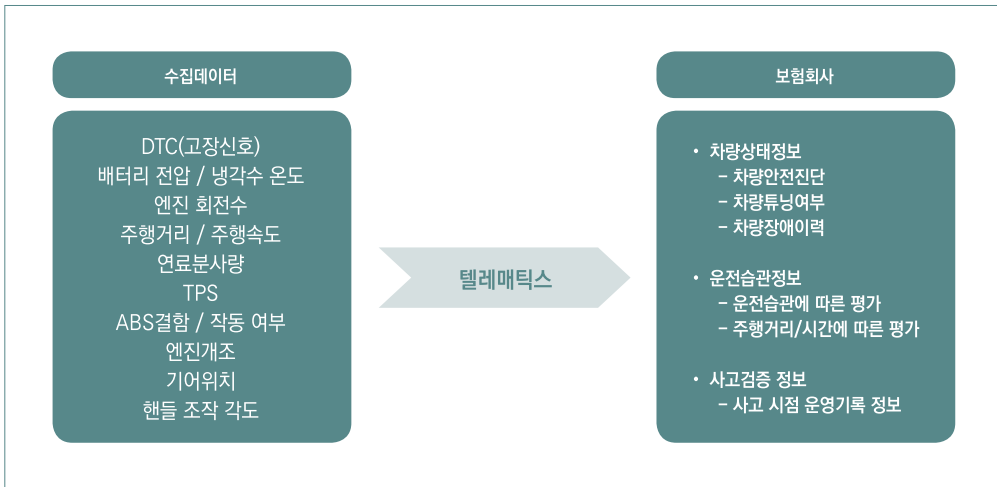 수집데이터
DTC(고장신호)
배터리 전압 / 냉각수 온도
엔진 회전수
주행거리 / 주행속도
연료분사량
TPS
ABS결함 / 작동 여부
엔진개조
기어위치
핸들 조작 각도
텔레매틱스
보험회사
• 차량상태정보
– 차량안전진단
– 차량튜닝여부
– 차량장애이력
• 운전습관정보
– 운전습관에 따른 평가
– 주행거리/시간에 따른 평가
• 사고검증 정보
– 사고 시점 운영기록 정보